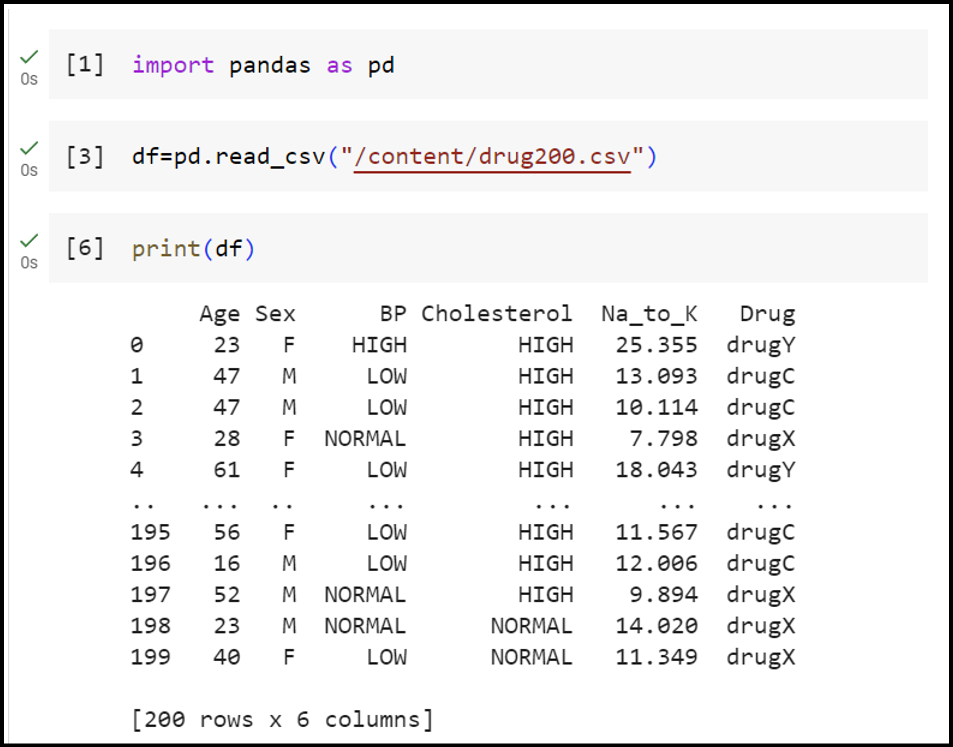 ✓ [1] import pandas as pd
0s
✓ [3] df=pd.read_csv("/content/drug200.csv")
0s
✓ [6] print(df)
0s
     Age Sex      BP Cholesterol  Na_to_K   Drug
0     23   F    HIGH        HIGH   25.355  drugY
1     47   M     LOW        HIGH   13.093  drugC
2     47   M     LOW        HIGH   10.114  drugC
3     28   F  NORMAL        HIGH    7.798  drugX
4     61   F     LOW        HIGH   18.043  drugY
..   ...  ..     ...         ...      ...    ...
195   56   F     LOW        HIGH   11.567  drugC
196   16   M     LOW        HIGH   12.006  drugC
197   52   M  NORMAL        HIGH    9.894  drugX
198   23   M  NORMAL      NORMAL   14.020  drugX
199   40   F     LOW      NORMAL   11.349  drugX
[200 rows x 6 columns]